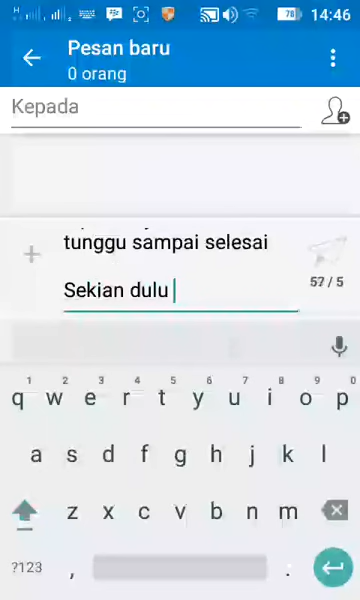 H
78
14:46
Pesan baru
0 orang
Kepada
tunggu sampai selesai
57 / 5
Sekian dulu
1 2 3 4 5 6 7 8 9 0
q w e r t y u i o p
a s d f g h j k l
z x c v b n m
?123 , .